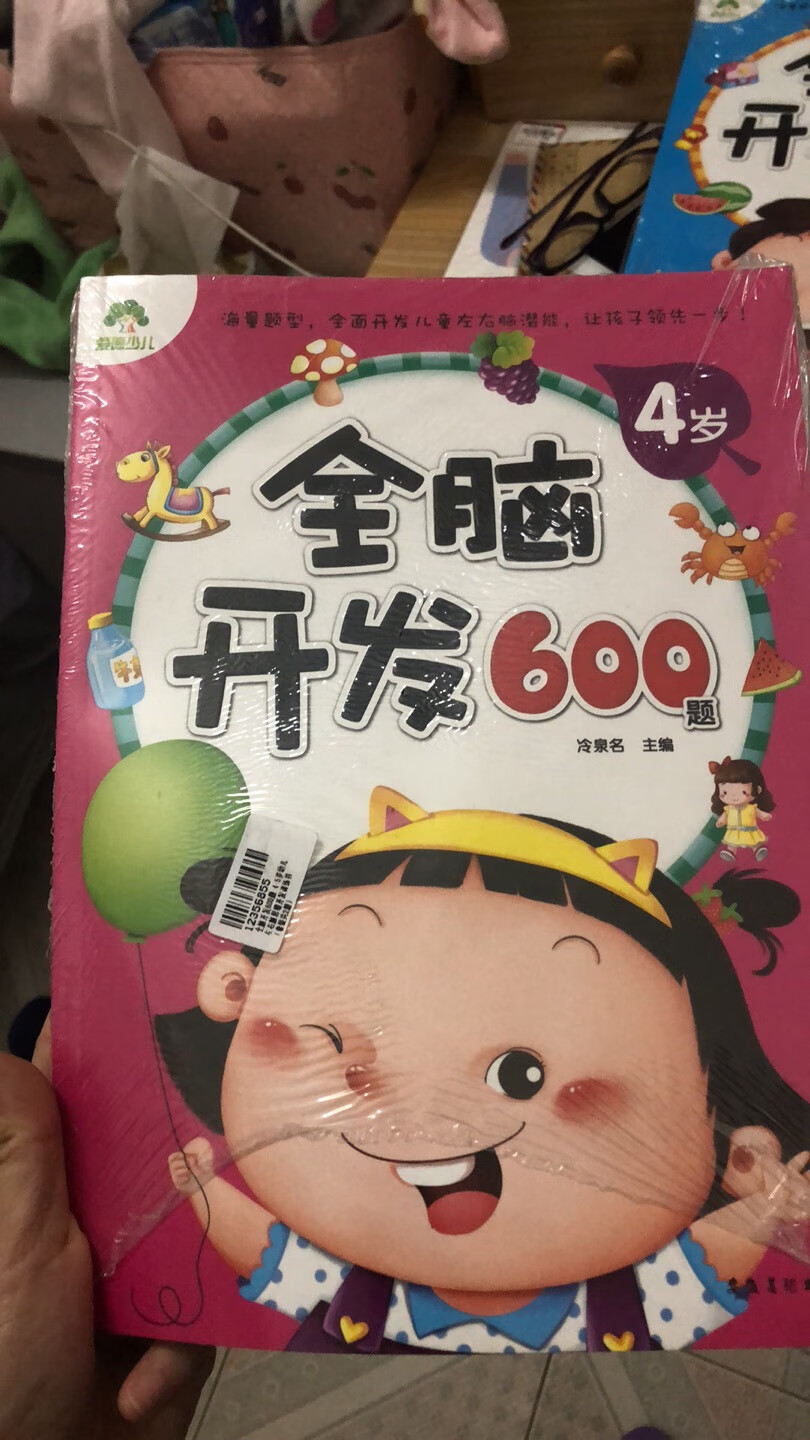 爱德少儿
海量题型，全面开发儿童左右脑潜能，让孩子领先一步！
4岁
全脑
开发600题
冷泉名 主编
12356855
开